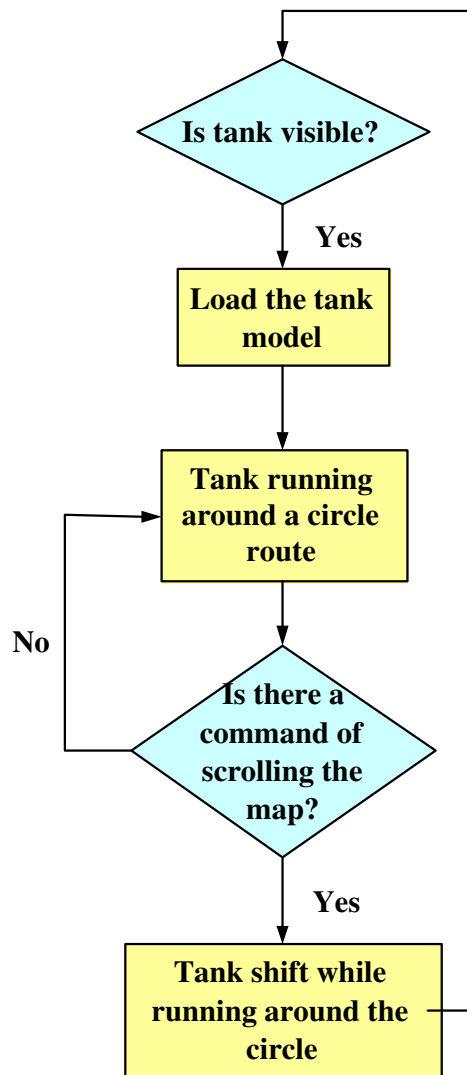 Is tank visible?
Yes
Load the tank
model
Tank running
around a circle
route
No
Is there a
command of
scrolling the
map?
Yes
Tank shift while
running around the
circle